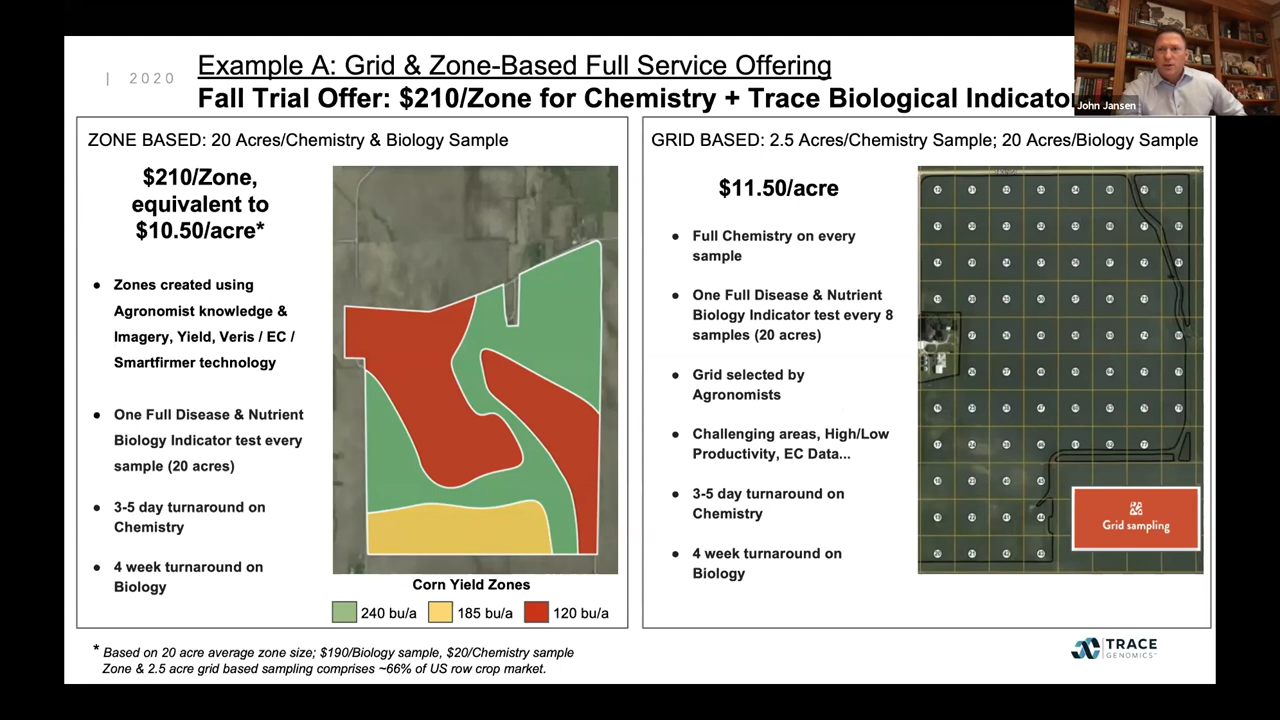 | 2020
Example A: Grid & Zone-Based Full Service Offering
Fall Trial Offer: $210/Zone for Chemistry + Trace Biological Indicator
John Jansen
ZONE BASED: 20 Acres/Chemistry & Biology Sample
$210/Zone,
equivalent to
$10.50/acre*
● Zones created using
Agronomist knowledge &
Imagery, Yield, Veris / EC /
Smartfirmer technology
● One Full Disease & Nutrient
Biology Indicator test every
sample (20 acres)
● 3-5 day turnaround on
Chemistry
● 4 week turnaround on
Biology
Corn Yield Zones
240 bu/a 185 bu/a 120 bu/a
GRID BASED: 2.5 Acres/Chemistry Sample; 20 Acres/Biology Sample
$11.50/acre
● Full Chemistry on every
sample
● One Full Disease & Nutrient
Biology Indicator test every 8
samples (20 acres)
● Grid selected by
Agronomists
● Challenging areas, High/Low
Productivity, EC Data...
● 3-5 day turnaround on
Chemistry
● 4 week turnaround on
Biology
Grid sampling
* Based on 20 acre average zone size; $190/Biology sample, $20/Chemistry sample
Zone & 2.5 acre grid based sampling comprises ~66% of US row crop market.
TRACE
GENOMICS